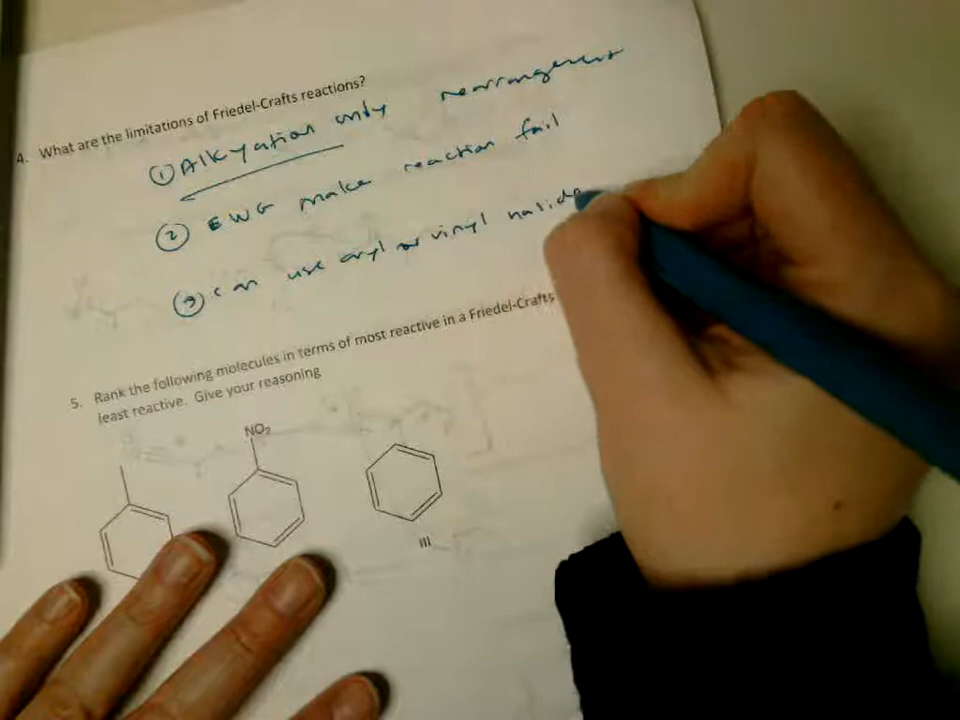 4. What are the limitations of Friedel-Crafts reactions?
① Alkyation only rearrangement
② EWG make reaction fail
③ can use aryl or vinyl halide
5. Rank the following molecules in terms of most reactive in a Friedel-Crafts
least reactive. Give your reasoning
NO2
III